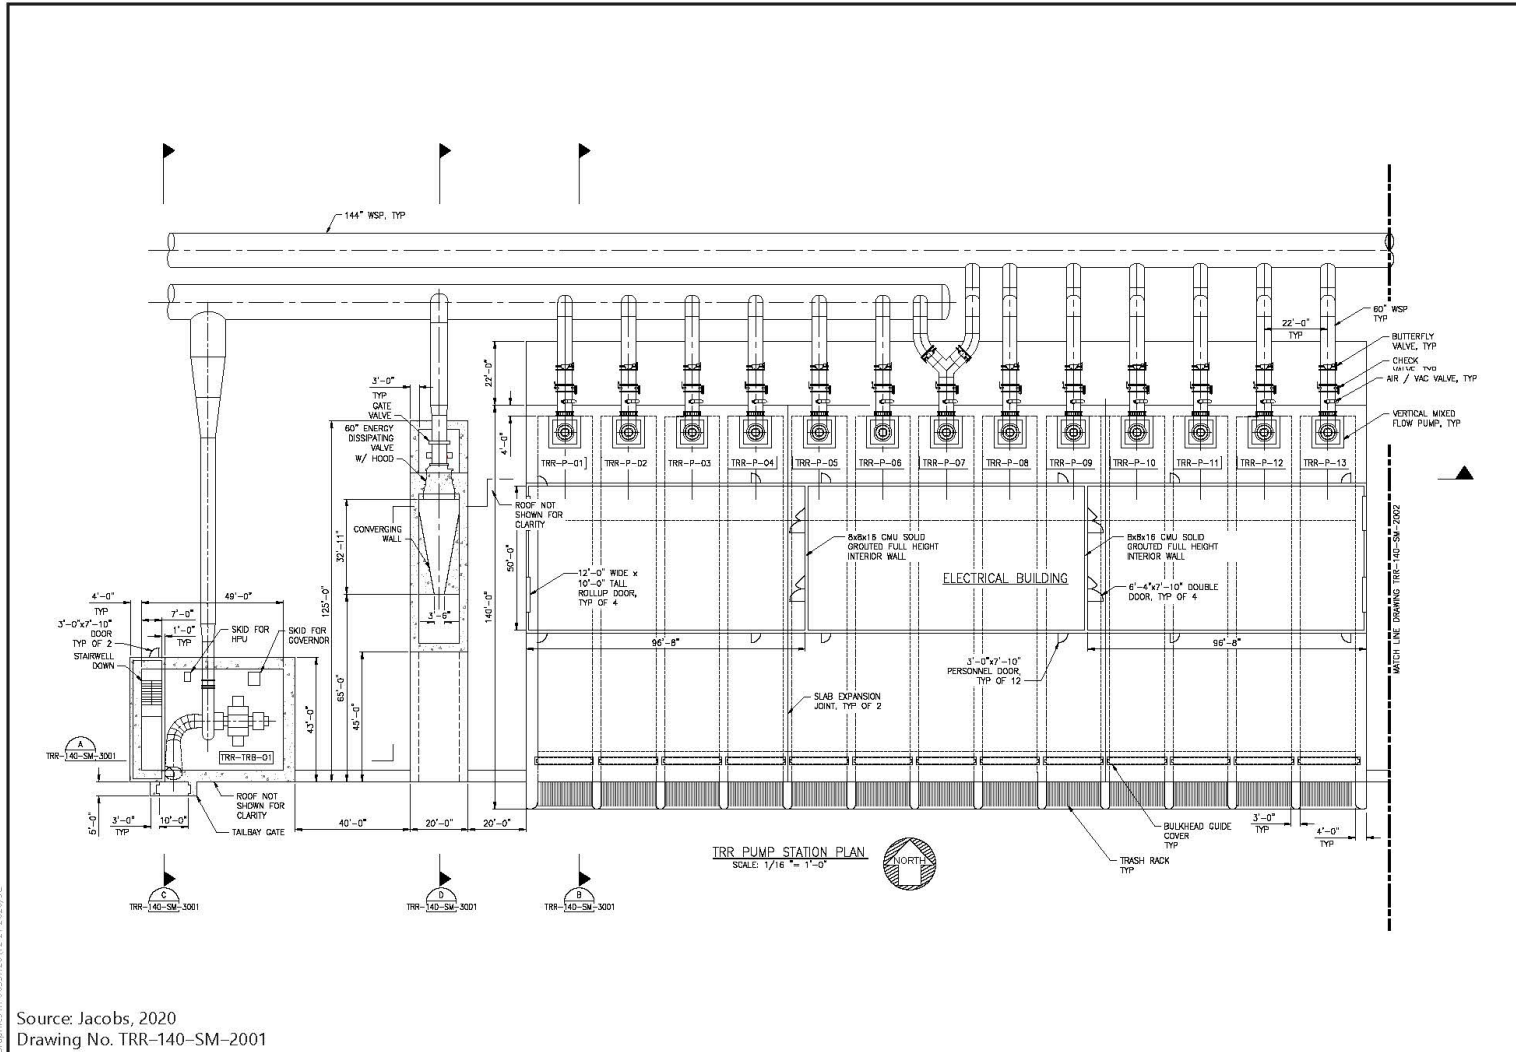 144" WSP, TYP
60" WSP
TYP
22'-0"
TYP
BUTTERFLY
VALVE, TYP
CHECK
VALVE TYP
AIR / VAC VALVE, TYP
VERTICAL MIXED
FLOW PUMP, TYP
22'-0"
4'-0"
3'-0"
TYP
GATE
VALVE
60" ENERGY
DISSIPATING
VALVE
W/ HOOD
TRR-P-01
TRR-P-02
TRR-P-03
TRR-P-04
TRR-P-05
TRR-P-06
TRR-P-07
TRR-P-08
TRR-P-09
TRR-P-10
TRR-P-11
TRR-P-12
TRR-P-13
ROOF NOT
SHOWN FOR
CLARITY
CONVERGING
WALL
32'-11"
125'-0"
50'-0"
140'-0"
8x8x16 CMU SOLID
GROUTED FULL HEIGHT
INTERIOR WALL
8x8x16 CMU SOLID
GROUTED FULL HEIGHT
INTERIOR WALL
12'-0" WIDE x
10'-0" TALL
ROLLUP DOOR,
TYP OF 4
ELECTRICAL BUILDING
6'-4"x7'-10" DOUBLE
DOOR, TYP OF 4
MATCH LINE DRAWING TRR-140-SM-2002
4'-0"
TYP
49'-0"
7'-0"
3'-0"x7'-10"
DOOR
TYP OF 2
1'-0"
TYP
SKID FOR
HPU
SKID FOR
GOVERNOR
STAIRWELL
DOWN
3'-6"
96'-8"
96'-8"
3'-0"x7'-10"
PERSONNEL DOOR,
TYP OF 12
65'-0"
45'-0"
43'-0"
SLAB EXPANSION
JOINT, TYP OF 2
A
TRR-140-SM-3001
TRR-TRB-01
ROOF NOT
SHOWN FOR
CLARITY
TAILBAY GATE
3'-0"
TYP
10'-0"
40'-0"
20'-0"
20'-0"
BULKHEAD GUIDE
COVER
TYP
3'-0"
TYP
4'-0"
TYP
TRASH RACK
TYP
TRR PUMP STATION PLAN
SCALE: 1/16 "= 1'-0"
NORTH
C
TRR-140-SM-3001
D
TRR-140-SM-3001
B
TRR-140-SM-3001
Source: Jacobs, 2020
Drawing No. TRR–140–SM–2001